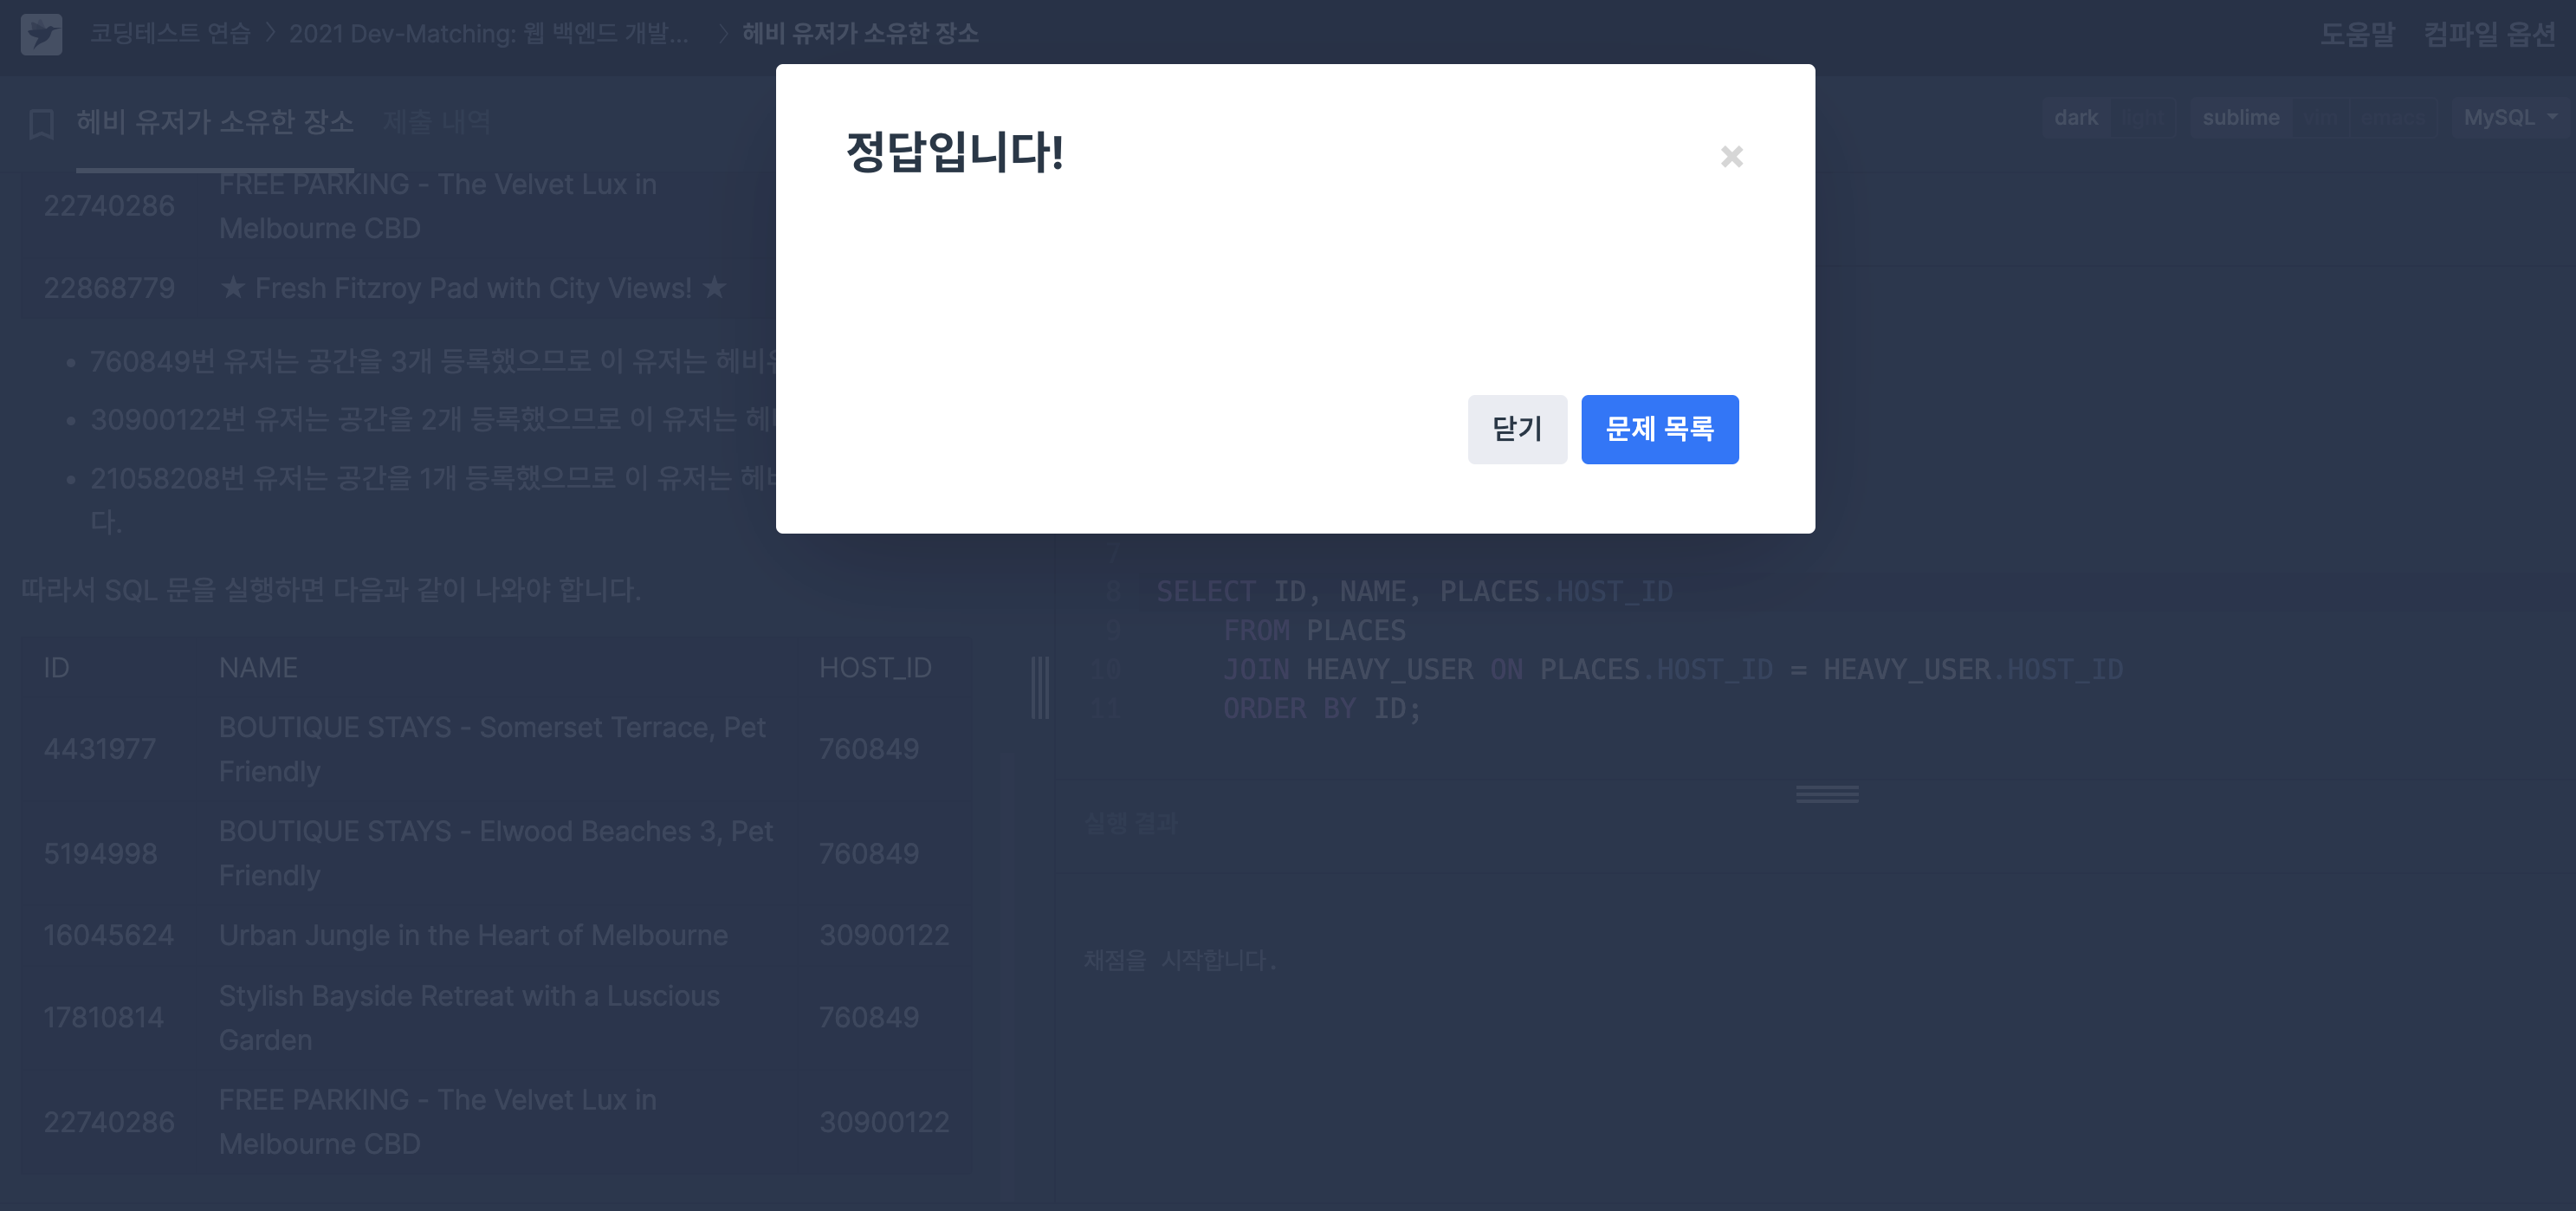 코딩테스트 연습 > 2021 Dev-Matching: 웹 백엔드 개발... > 헤비 유저가 소유한 장소
도움말 컴파일 옵션
헤비 유저가 소유한 장소 제출 내역
dark light sublime vim emacs MySQL
정답입니다!
×
닫기 문제 목록
22740286 FREE PARKING - The Velvet Lux in
Melbourne CBD
22868779 ★ Fresh Fitzroy Pad with City Views! ★
• 760849번 유저는 공간을 3개 등록했으므로 이 유저는
• 30900122번 유저는 공간을 2개 등록했으므로 이 유저는
• 21058208번 유저는 공간을 1개 등록했으므로 이 유저는
다.
따라서 SQL 문을 실행하면 다음과 같이 나와야 합니다.
ID NAME HOST_ID
4431977 BOUTIQUE STAYS - Somerset Terrace, Pet
Friendly 760849
5194998 BOUTIQUE STAYS - Elwood Beaches 3, Pet
Friendly 760849
16045624 Urban Jungle in the Heart of Melbourne 30900122
17810814 Stylish Bayside Retreat with a Luscious
Garden 760849
22740286 FREE PARKING - The Velvet Lux in
Melbourne CBD 30900122
7
8 SELECT ID, NAME, PLACES.HOST_ID
9 FROM PLACES
10 JOIN HEAVY_USER ON PLACES.HOST_ID = HEAVY_USER.HOST_ID
11 ORDER BY ID;
실행 결과
채점을 시작합니다.